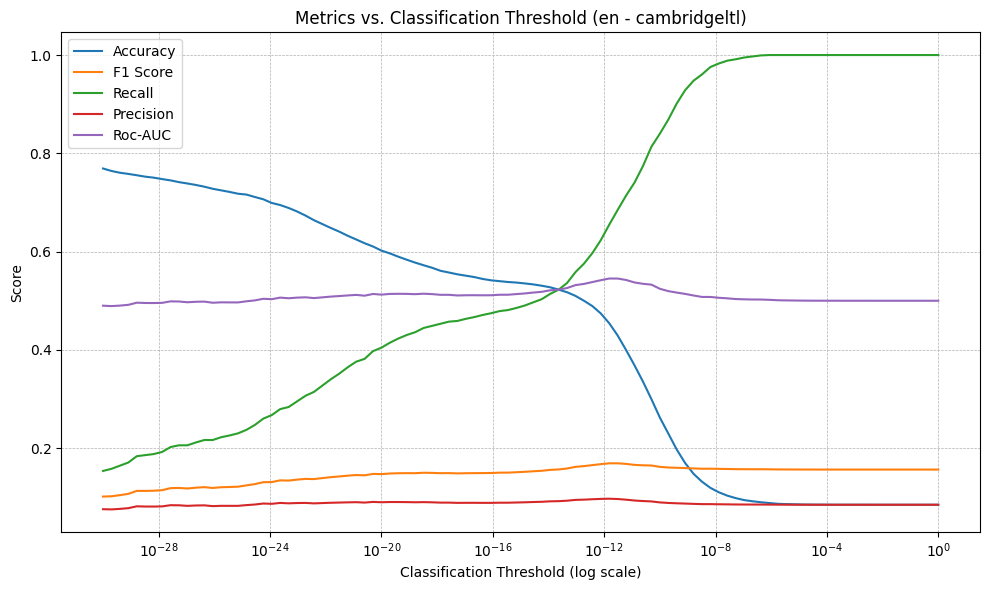 Metrics vs. Classification Threshold (en - cambridgeltl)
Accuracy
F1 Score
Recall
Precision
Roc-AUC
1.0
0.8
0.6
0.4
0.2
Score
10⁻²⁸ 10⁻²⁴ 10⁻²⁰ 10⁻¹⁶ 10⁻¹² 10⁻⁸ 10⁻⁴ 10⁰
Classification Threshold (log scale)